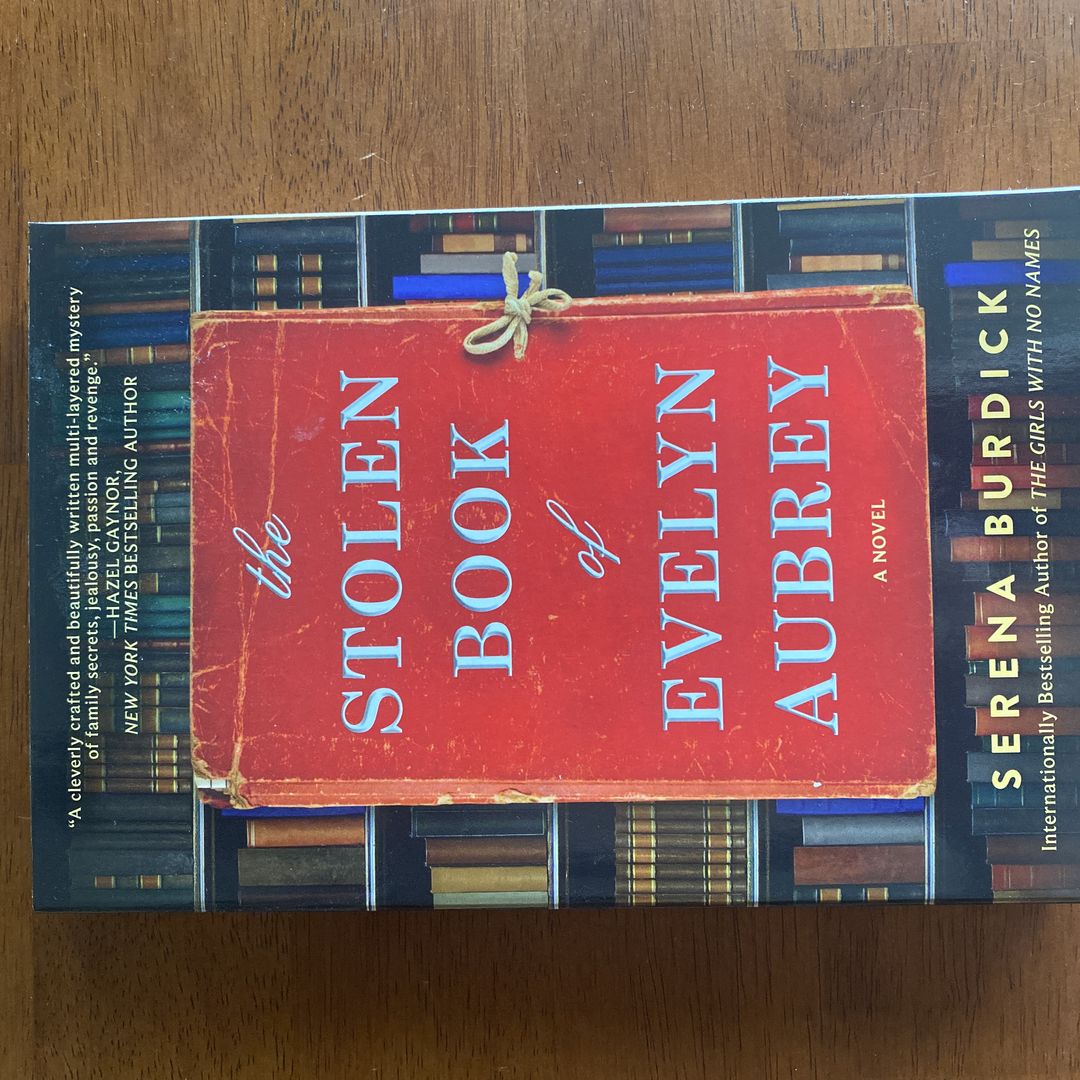 “A cleverly crafted and beautifully written multi-layered mystery
of family secrets, jealousy, passion and revenge.”
—HAZEL GAYNOR,
NEW YORK TIMES BESTSELLING AUTHOR
the
STOLEN
BOOK
of
EVELYN
AUBREY
A NOVEL
SERENA BURDICK
Internationally Bestselling Author of THE GIRLS WITH NO NAMES